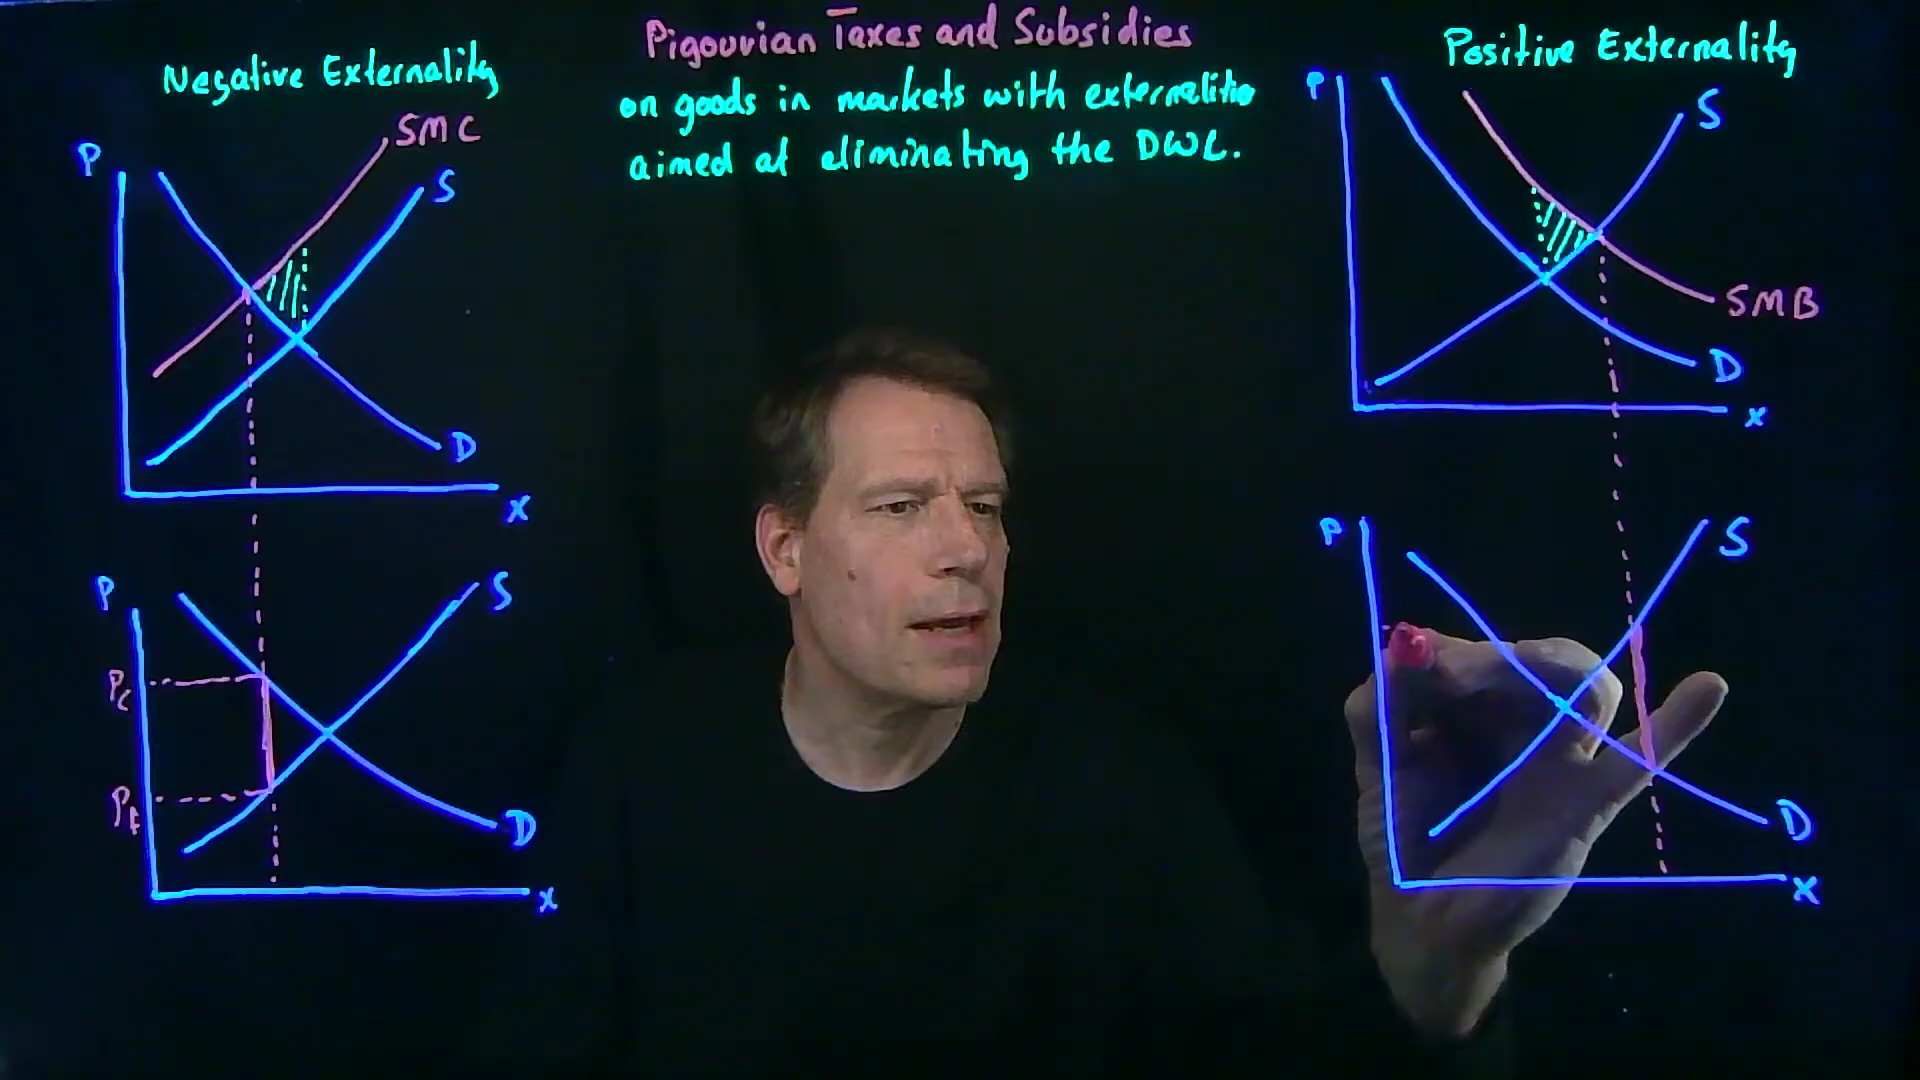 Pigouvian Taxes and Subsidies
on goods in markets with externalities
aimed at eliminating the DWL.
Negative Externality
SMC
P
S
D
X
P
S
Pc
D
X
Positive Externality
P
S
SMB
D
X
P
S
D
X